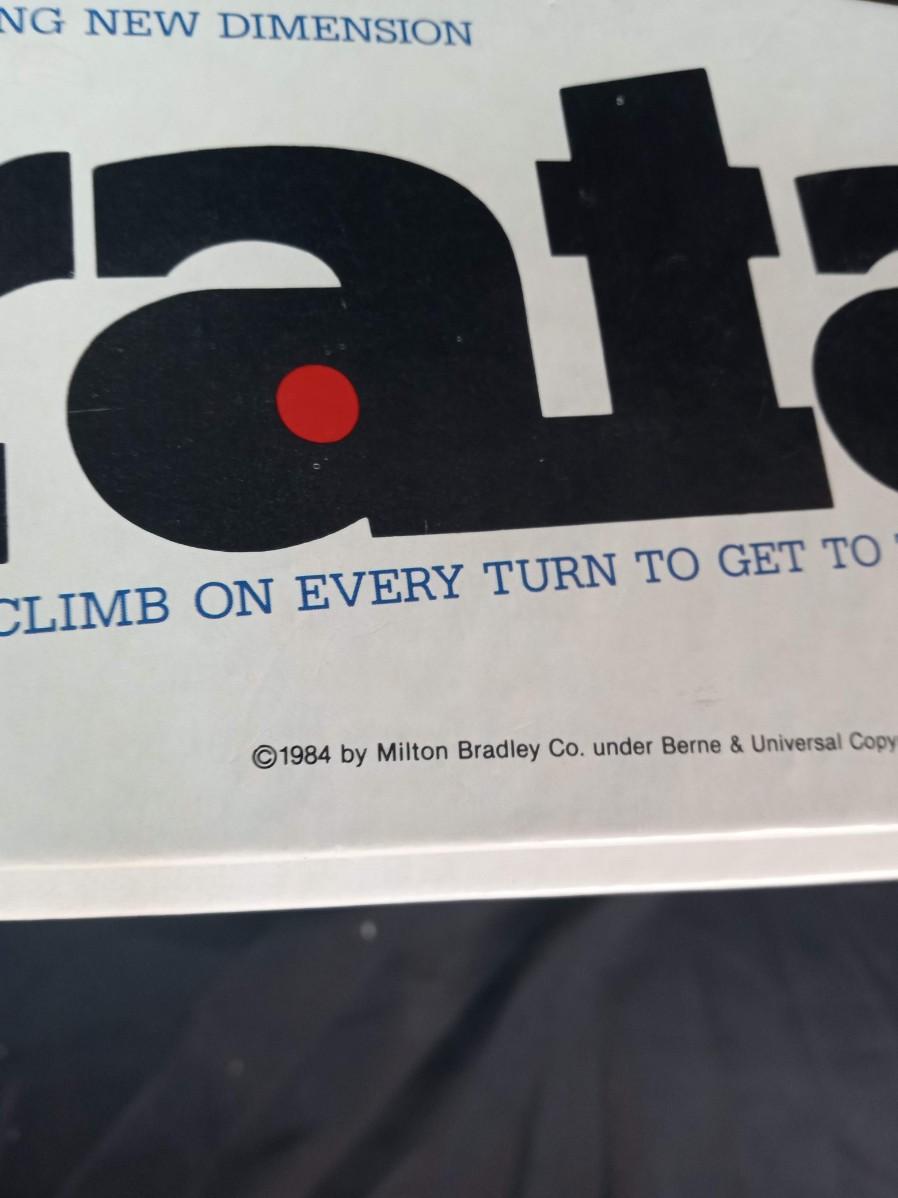 NG NEW DIMENSION
rata
CLIMB ON EVERY TURN TO GET TO
©1984 by Milton Bradley Co. under Berne & Universal Copy